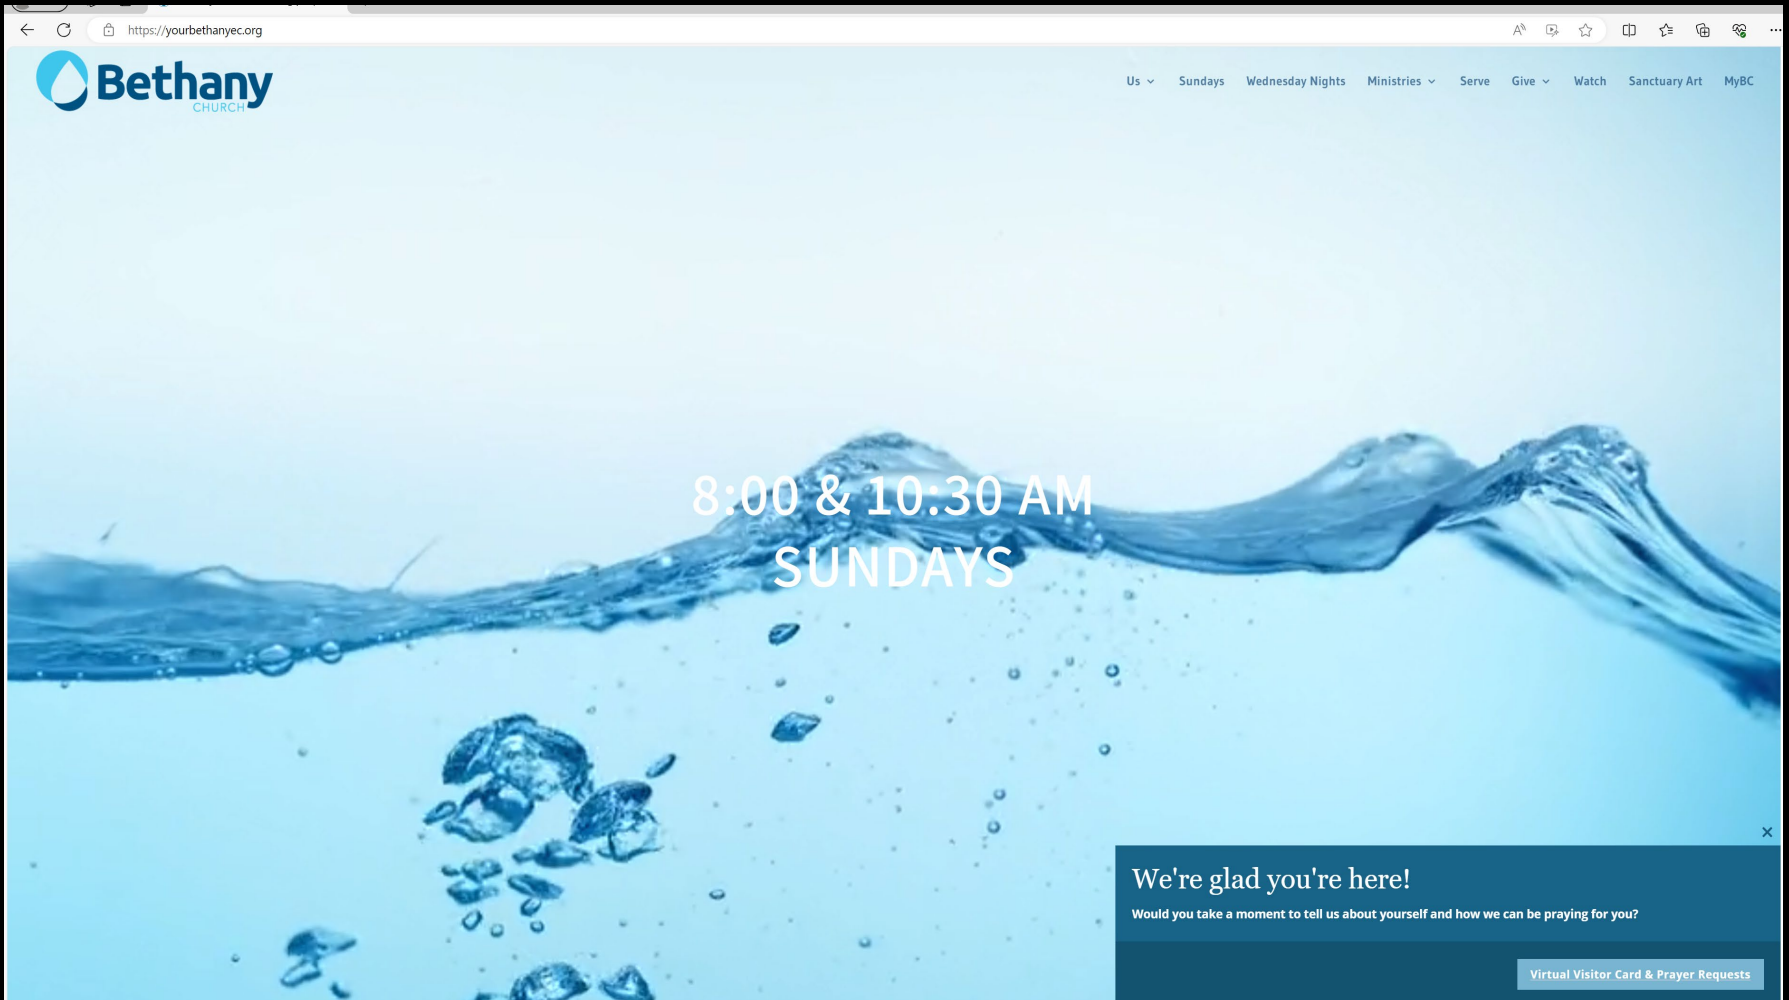 https://yourbethanyec.org
Bethany
CHURCH
Us Sundays Wednesday Nights Ministries Serve Give Watch Sanctuary Art MyBC
8:00 & 10:30 AM
SUNDAYS
We're glad you're here!
Would you take a moment to tell us about yourself and how we can be praying for you?
Virtual Visitor Card & Prayer Requests